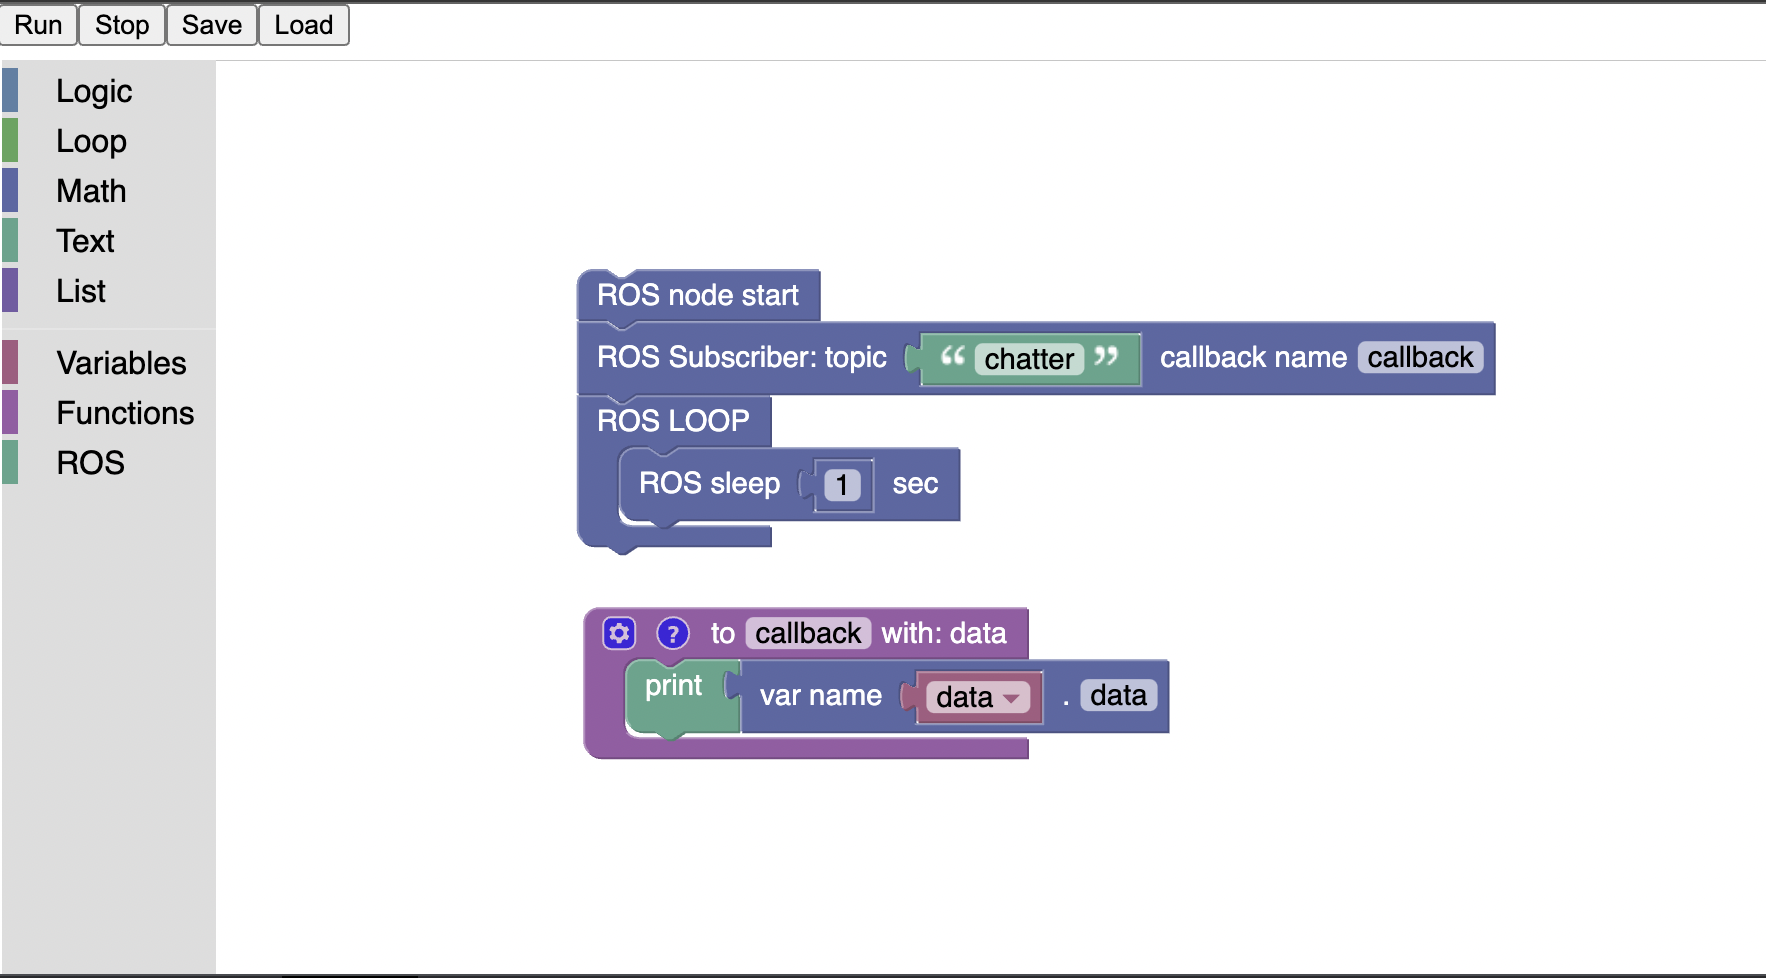 Run Stop Save Load
Logic
Loop
Math
Text
List
Variables
Functions
ROS
ROS node start
ROS Subscriber: topic “ chatter ” callback name callback
ROS LOOP
ROS sleep 1 sec
? to callback with: data
print var name data . data